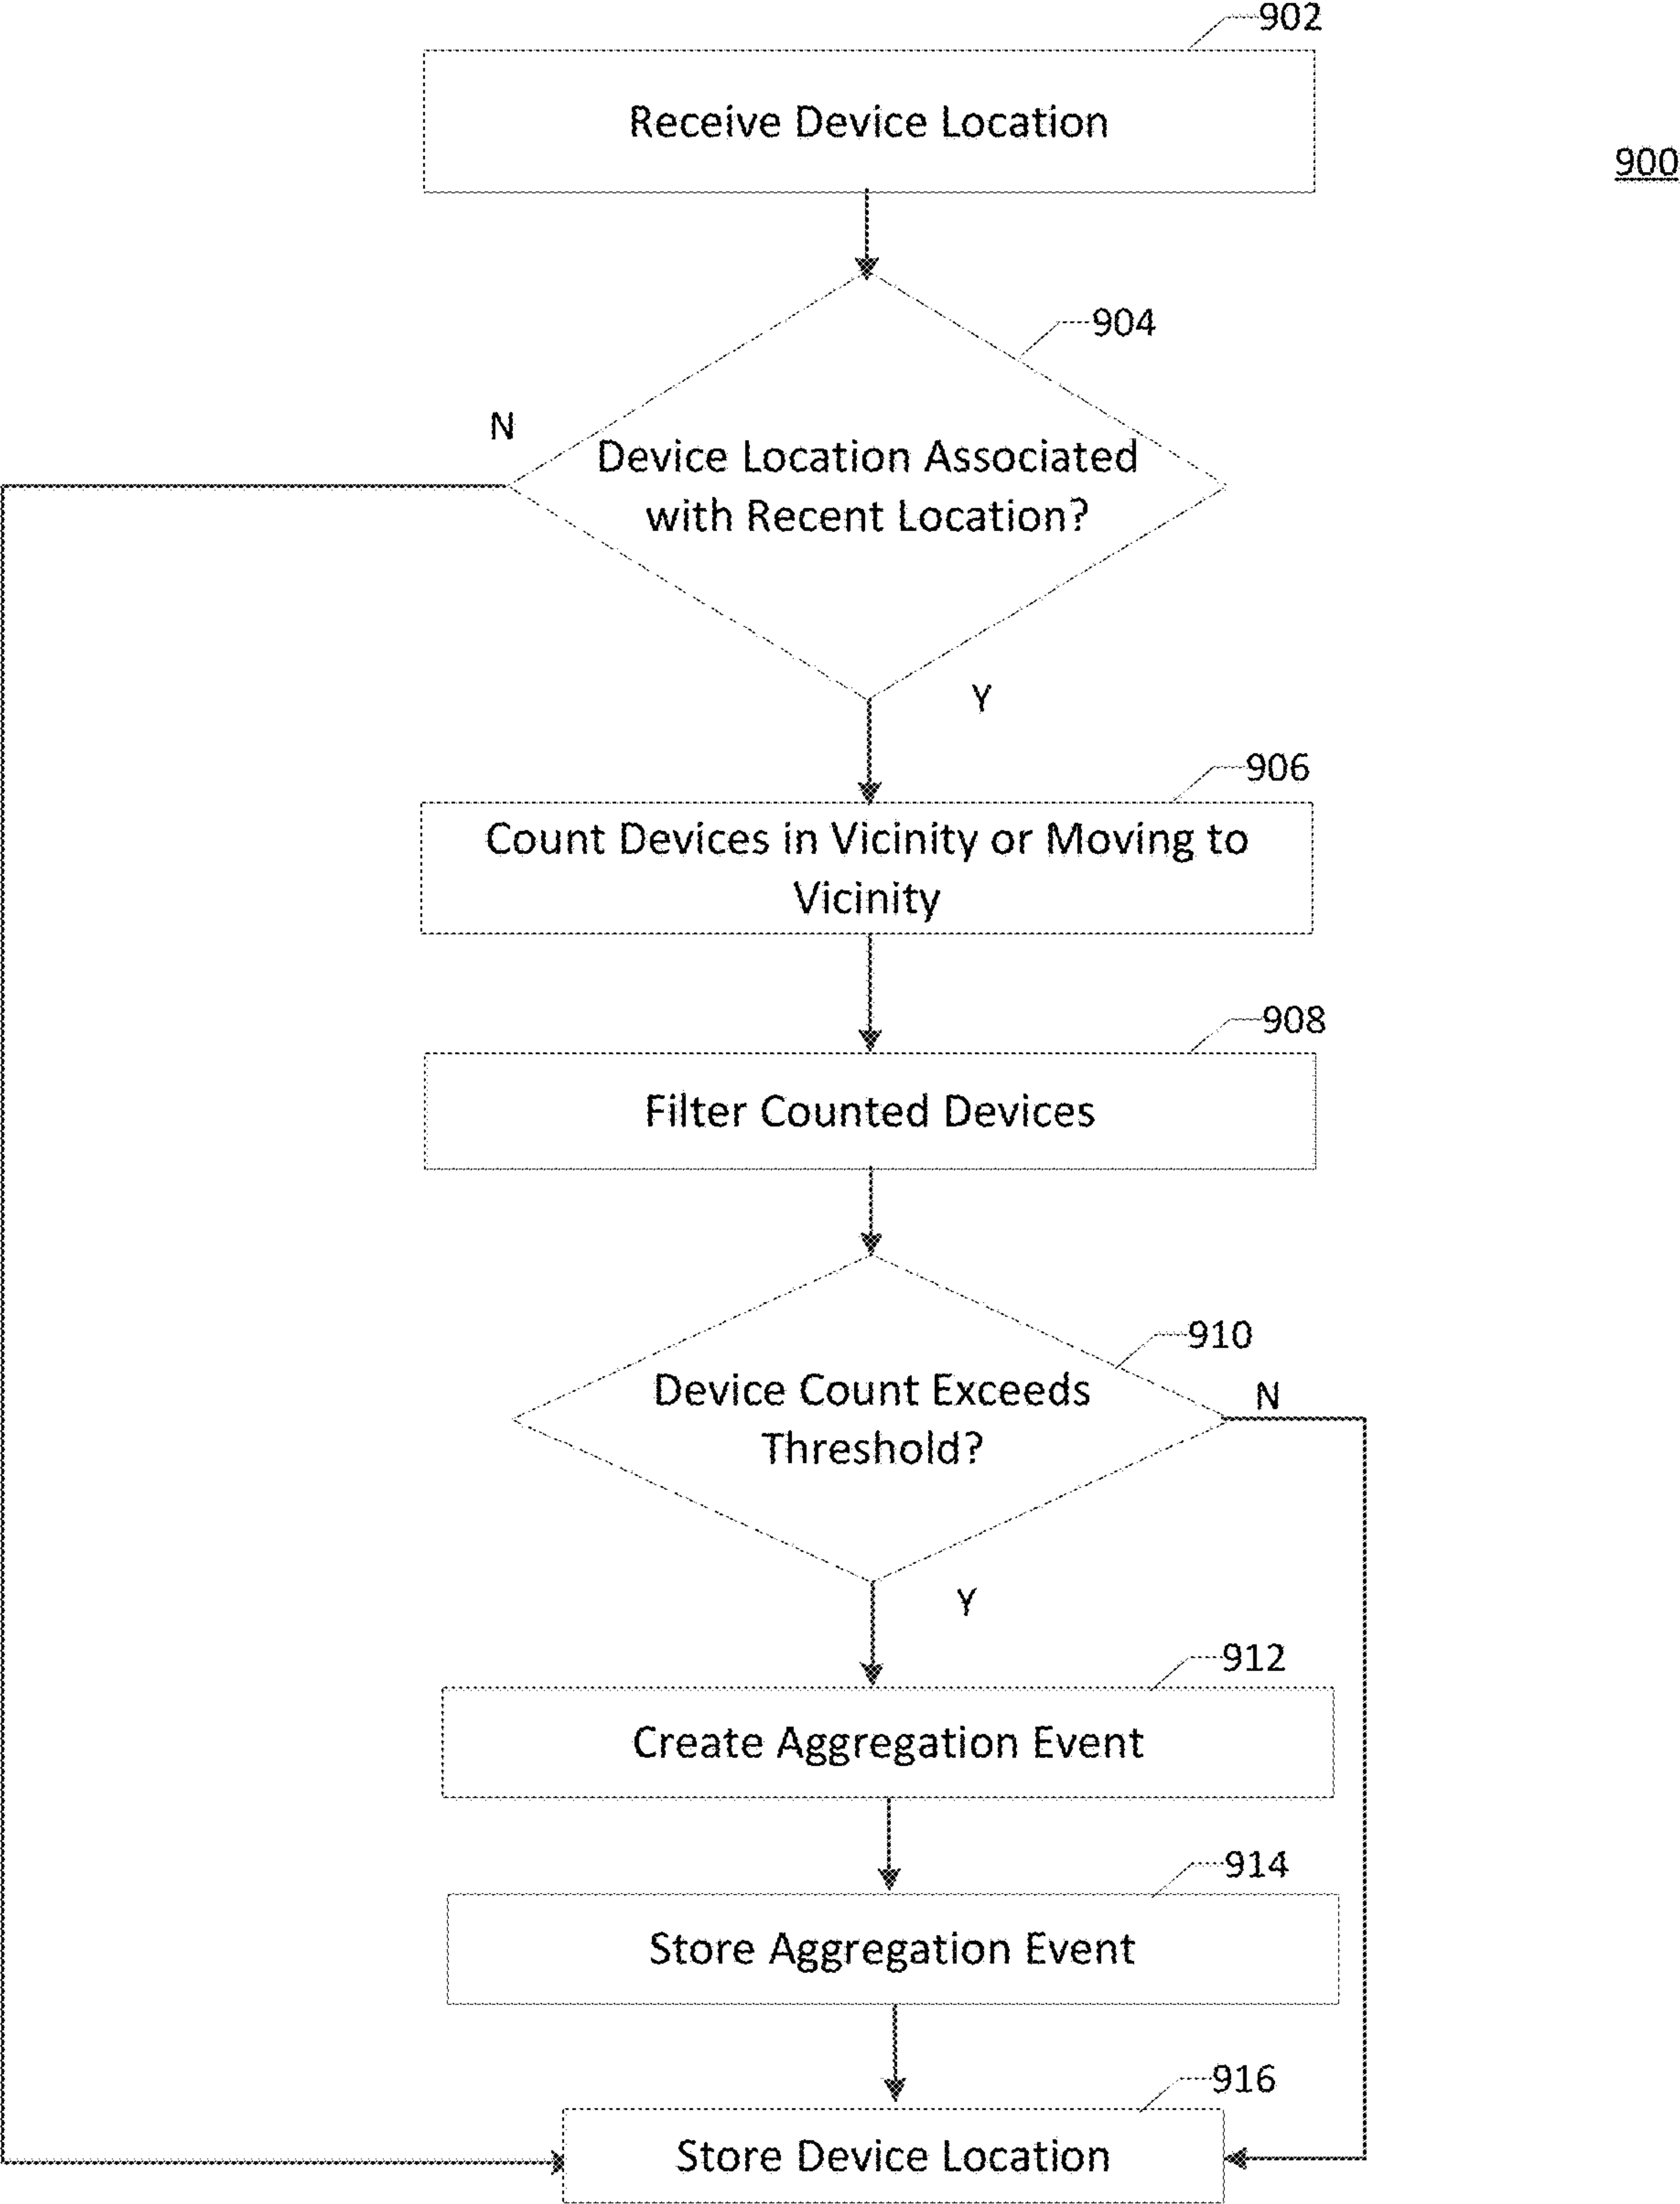 902
Receive Device Location
900
904
N
Device Location Associated
with Recent Location?
Y
906
Count Devices in Vicinity or Moving to
Vicinity
908
Filter Counted Devices
910
Device Count Exceeds
N
Threshold?
Y
912
Create Aggregation Event
914
Store Aggregation Event
916
Store Device Location